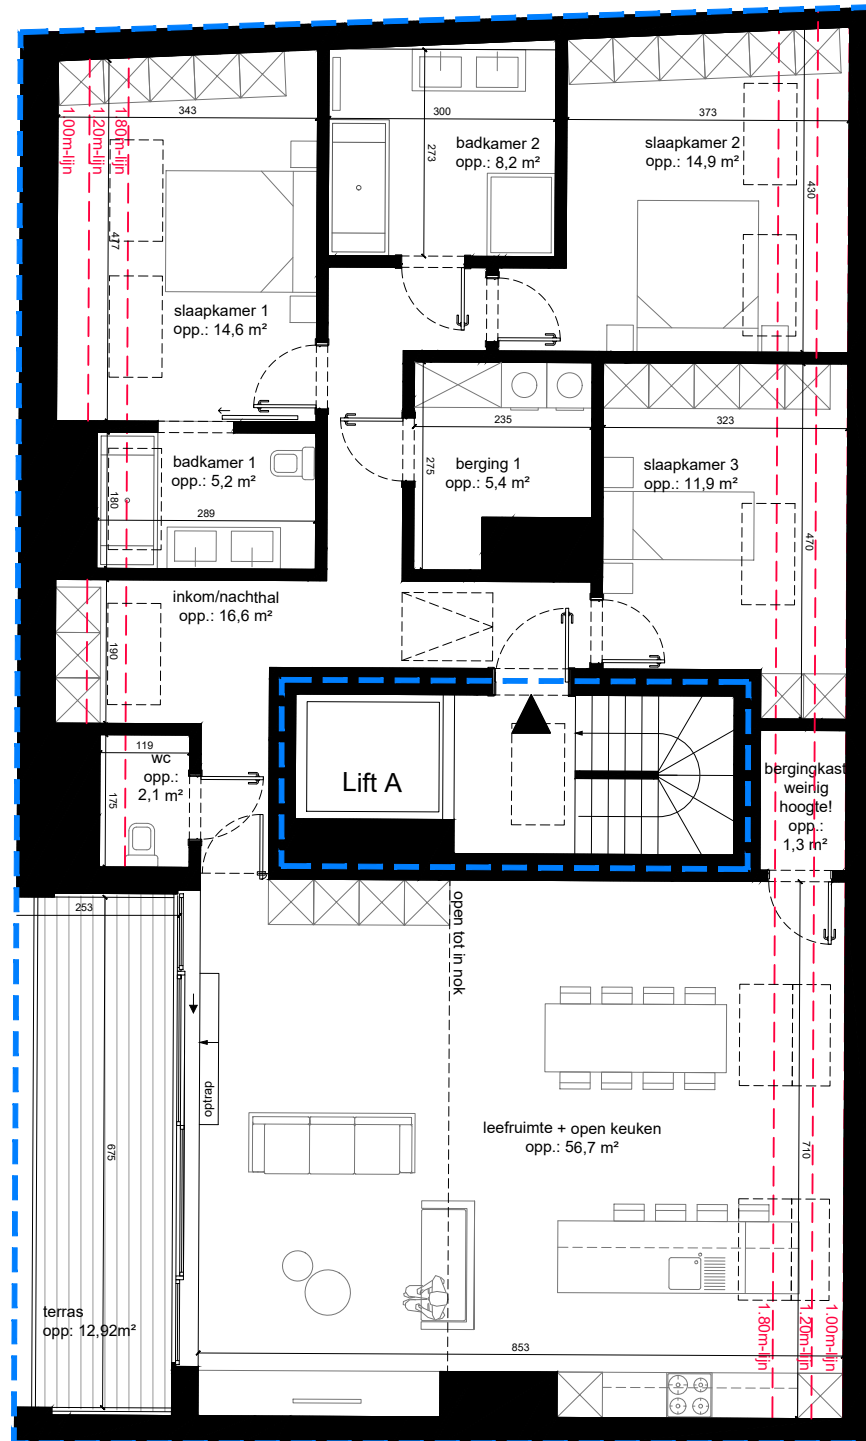 343
300
373
1.00m-lijn
1.20m-lijn
1.80m-lijn
badkamer 2
opp.: 8,2 m²
273
slaapkamer 2
opp.: 14,9 m²
430
477
slaapkamer 1
opp.: 14,6 m²
235
323
badkamer 1
opp.: 5,2 m²
180
289
berging 1
opp.: 5,4 m²
275
slaapkamer 3
opp.: 11,9 m²
470
inkom/nachthal
opp.: 16,6 m²
190
119
wc
opp.:
2,1 m²
175
Lift A
bergingkast
weinig
hoogte!
opp.:
1,3 m²
253
open tot in nok
opstap
leefruimte + open keuken
opp.: 56,7 m²
675
710
terras
opp: 12,92m²
853
1.80m-lijn
1.20m-lijn
1.00m-lijn